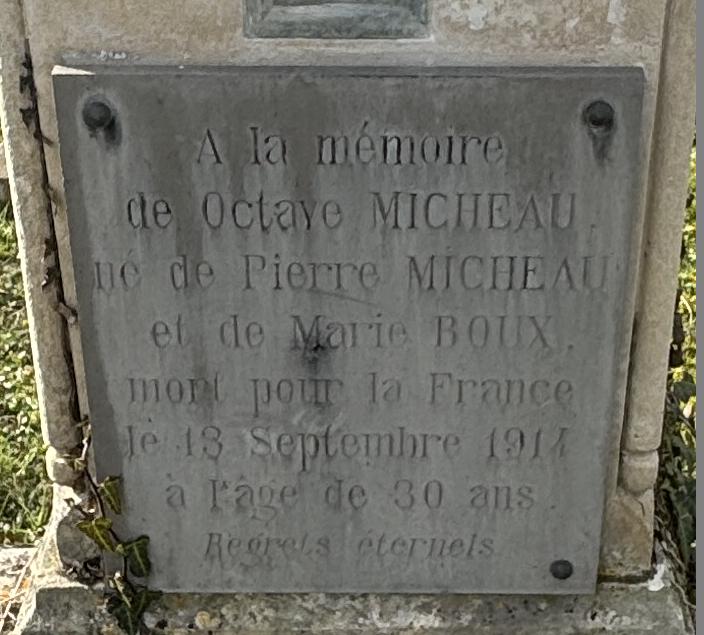 A la mémoire
de Octave MICHEAU,
né de Pierre MICHEAU
et de Marie BOUX,
mort pour la France
le 13 Septembre 1914
à l'âge de 30 ans.
Regrets éternels